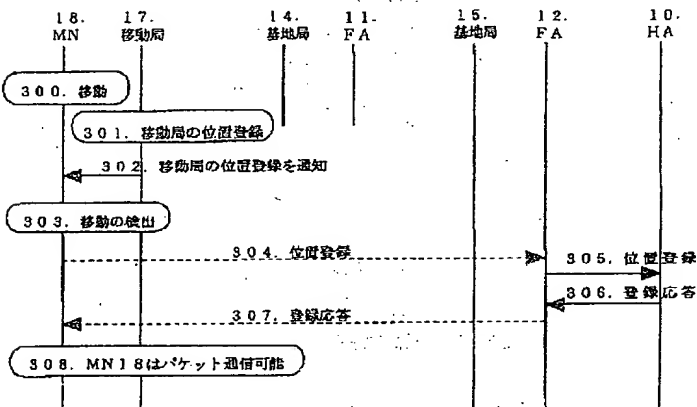 18.
MN
17.
移動局
14.
基地局
11.
FA
15.
基地局
12.
FA
10.
HA
300. 移動
301. 移動局の位置登録
302. 移動局の位置登録を通知
303. 移動の検出
304. 位置登録
305. 位置登録
306. 登録応答
307. 登録応答
308. MN18はパケット通信可能